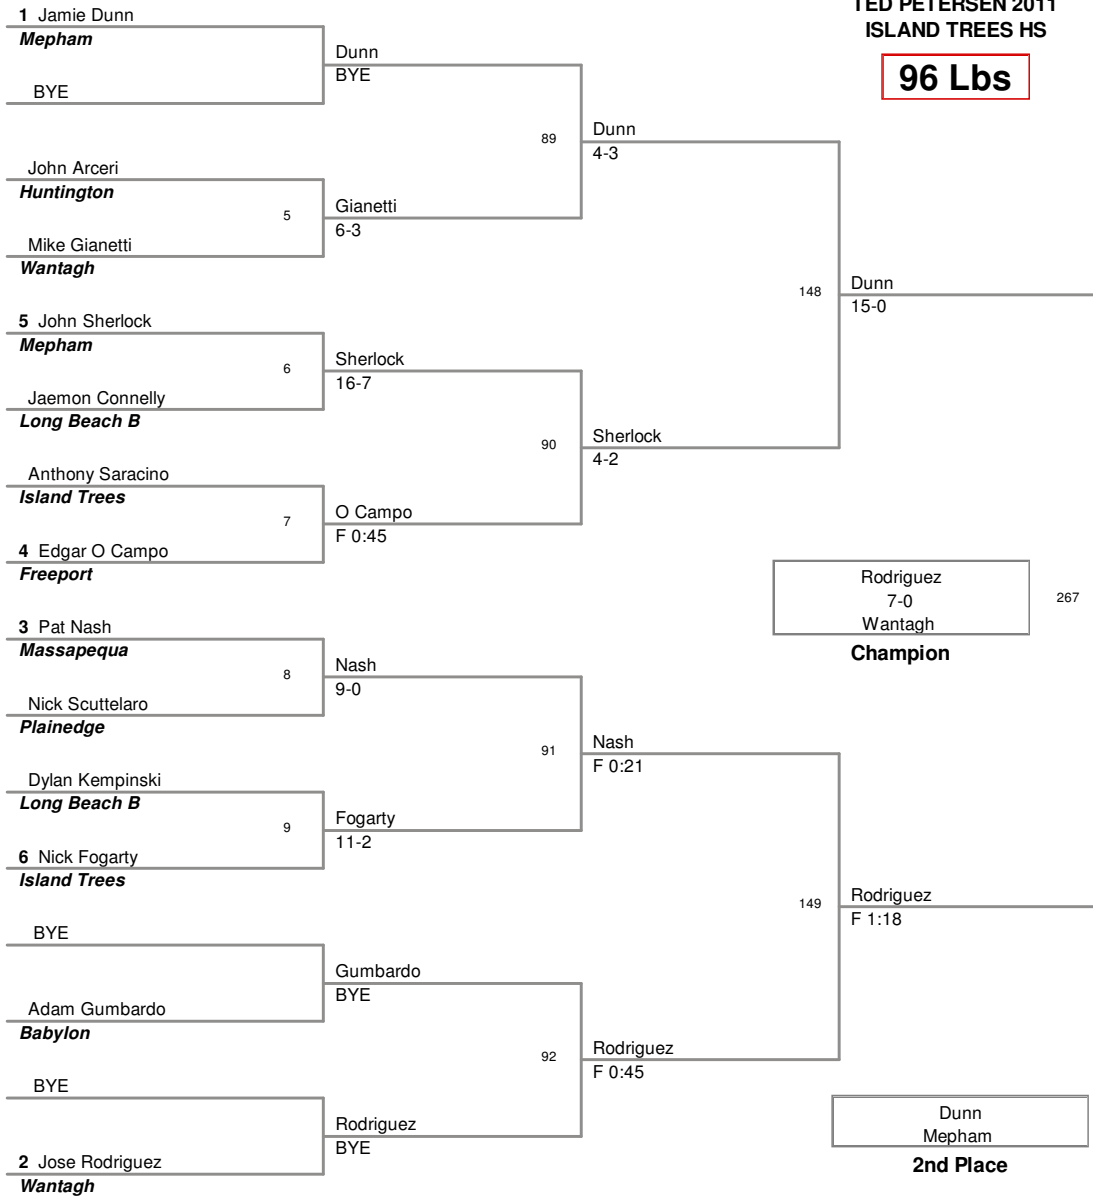 TED PETERSEN 2011
ISLAND TREES HS
96 Lbs
1 Jamie Dunn
Mepham
BYE
Dunn
BYE
John Arceri
Huntington
5
Mike Gianetti
Wantagh
Gianetti
6-3
89
Dunn
4-3
5 John Sherlock
Mepham
6
Jaemon Connelly
Long Beach B
Sherlock
16-7
Anthony Saracino
Island Trees
7
4 Edgar O Campo
Freeport
O Campo
F 0:45
90
Sherlock
4-2
148
Dunn
15-0
Rodriguez
7-0
Wantagh
267
Champion
3 Pat Nash
Massapequa
8
Nick Scuttelaro
Plainedge
Nash
9-0
Dylan Kempinski
Long Beach B
9
6 Nick Fogarty
Island Trees
Fogarty
11-2
91
Nash
F 0:21
BYE
Adam Gumbardo
Babylon
Gumbardo
BYE
BYE
2 Jose Rodriguez
Wantagh
Rodriguez
BYE
92
Rodriguez
F 0:45
149
Rodriguez
F 1:18
Dunn
Mepham
2nd Place